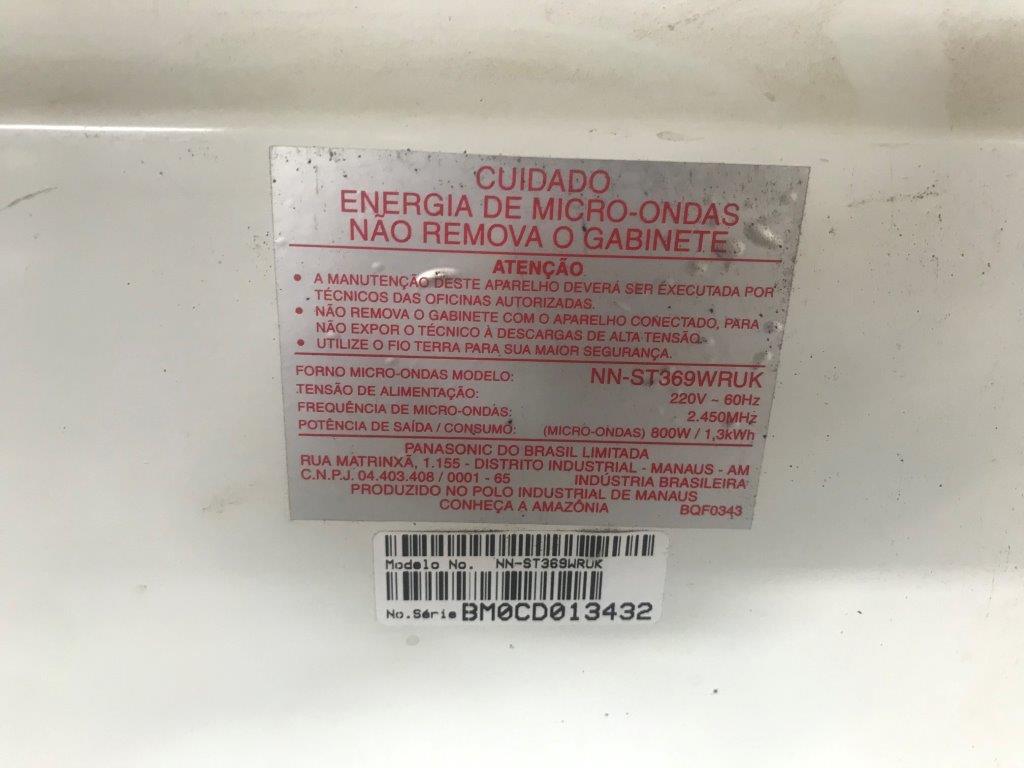 CUIDADO
ENERGIA DE MICRO-ONDAS
NÃO REMOVA O GABINETE
ATENÇÃO
• A MANUTENÇÃO DESTE APARELHO DEVERÁ SER EXECUTADA POR
TÉCNICOS DAS OFICINAS AUTORIZADAS.
• NÃO REMOVA O GABINETE COM O APARELHO CONECTADO, PARA
NÃO EXPOR O TÉCNICO À DESCARGAS DE ALTA TENSÃO.
• UTILIZE O FIO TERRA PARA SUA MAIOR SEGURANÇA.
FORNO MICRO-ONDAS MODELO: NN-ST369WRUK
TENSÃO DE ALIMENTAÇÃO: 220V ~ 60Hz
FREQUÊNCIA DE MICRO-ONDAS: 2.450MHz
POTÊNCIA DE SAÍDA / CONSUMO: (MICRO-ONDAS) 800W / 1,3kWh
PANASONIC DO BRASIL LIMITADA
RUA MATRINXÃ, 1.155 - DISTRITO INDUSTRIAL - MANAUS - AM
C.N.P.J. 04.403.408 / 0001 - 65 INDÚSTRIA BRASILEIRA
PRODUZIDO NO POLO INDUSTRIAL DE MANAUS
CONHEÇA A AMAZÔNIA BQF0343
Modelo No. NN-ST369WRUK
No.Série BM0CD013432